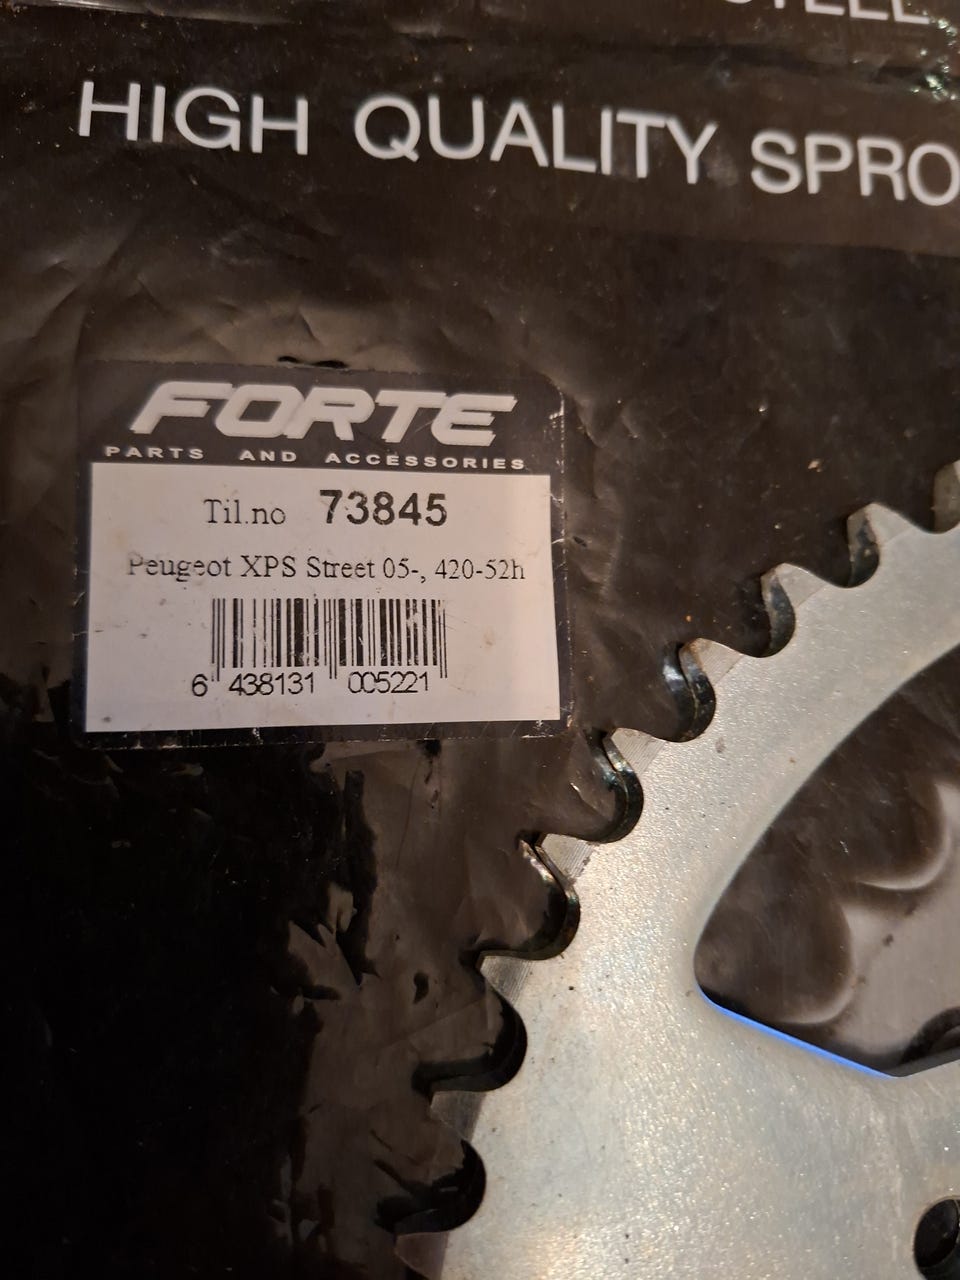 STEEL
HIGH QUALITY SPRO
FORTE
PARTS AND ACCESSORIES
Til.no 73845
Peugeot XPS Street 05-, 420-52h
6 438131 005221